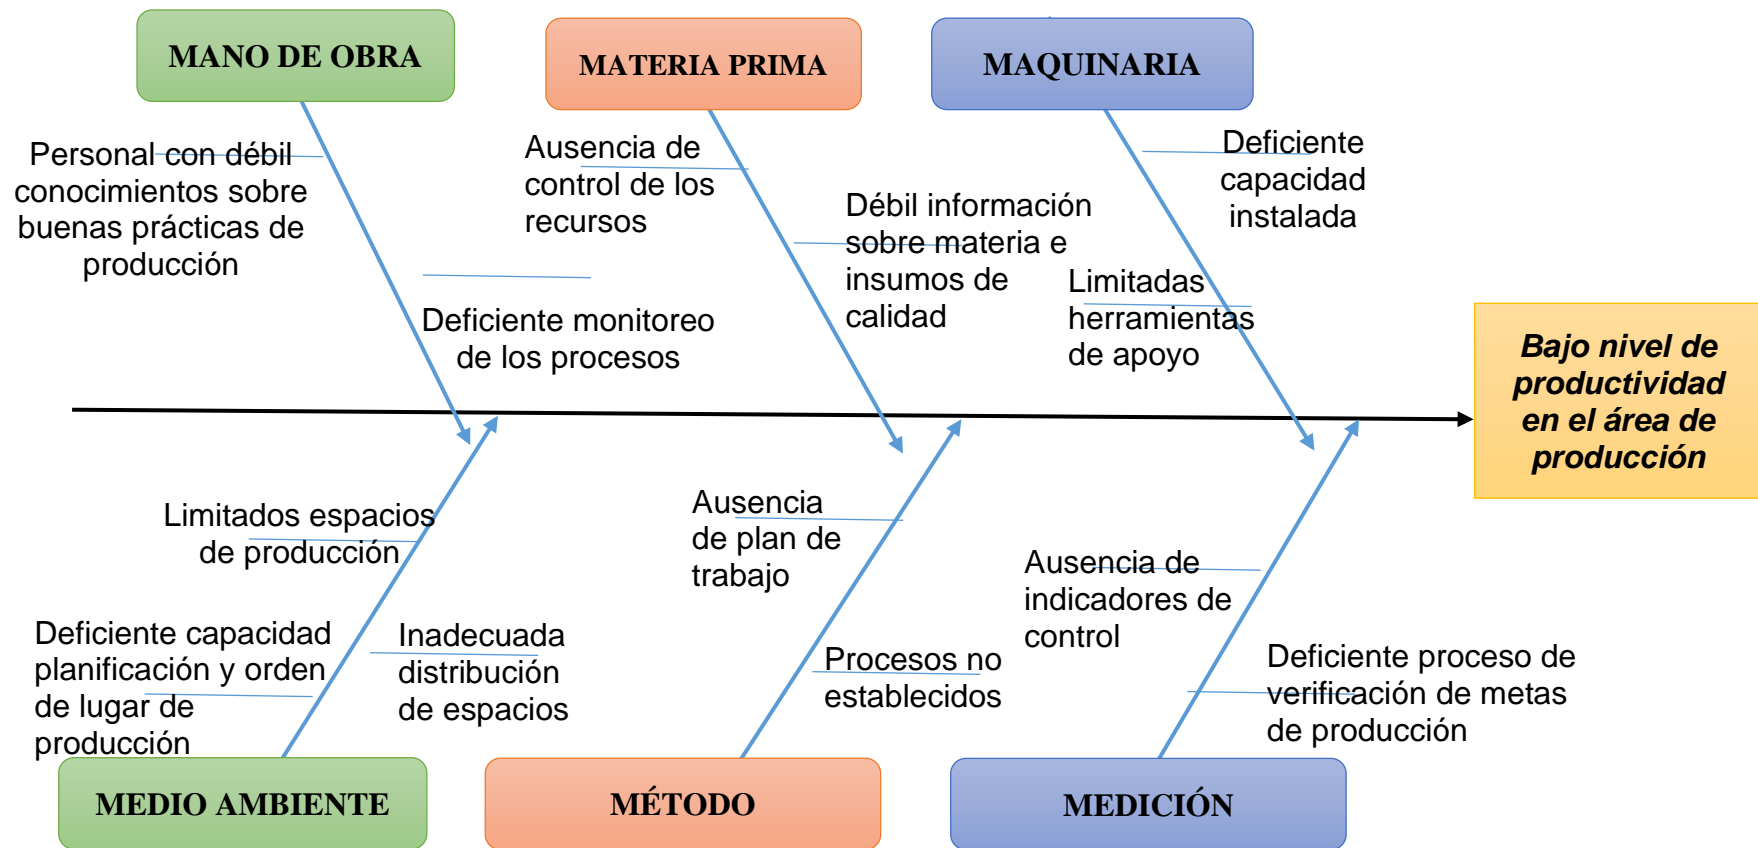 MANO DE OBRA
MATERIA PRIMA
MAQUINARIA
Personal con débil
conocimientos sobre
buenas prácticas de
producción
Deficiente monitoreo
de los procesos
Ausencia de
control de los
recursos
Débil información
sobre materia e
insumos de
calidad
Deficiente
capacidad
instalada
Limitadas
herramientas
de apoyo
Bajo nivel de
productividad
en el área de
producción
Limitados espacios
de producción
Deficiente capacidad
planificación y orden
de lugar de
producción
Inadecuada
distribución
de espacios
Ausencia
de plan de
trabajo
Procesos no
establecidos
Ausencia de
indicadores de
control
Deficiente proceso de
verificación de metas
de producción
MEDIO AMBIENTE
MÉTODO
MEDICIÓN